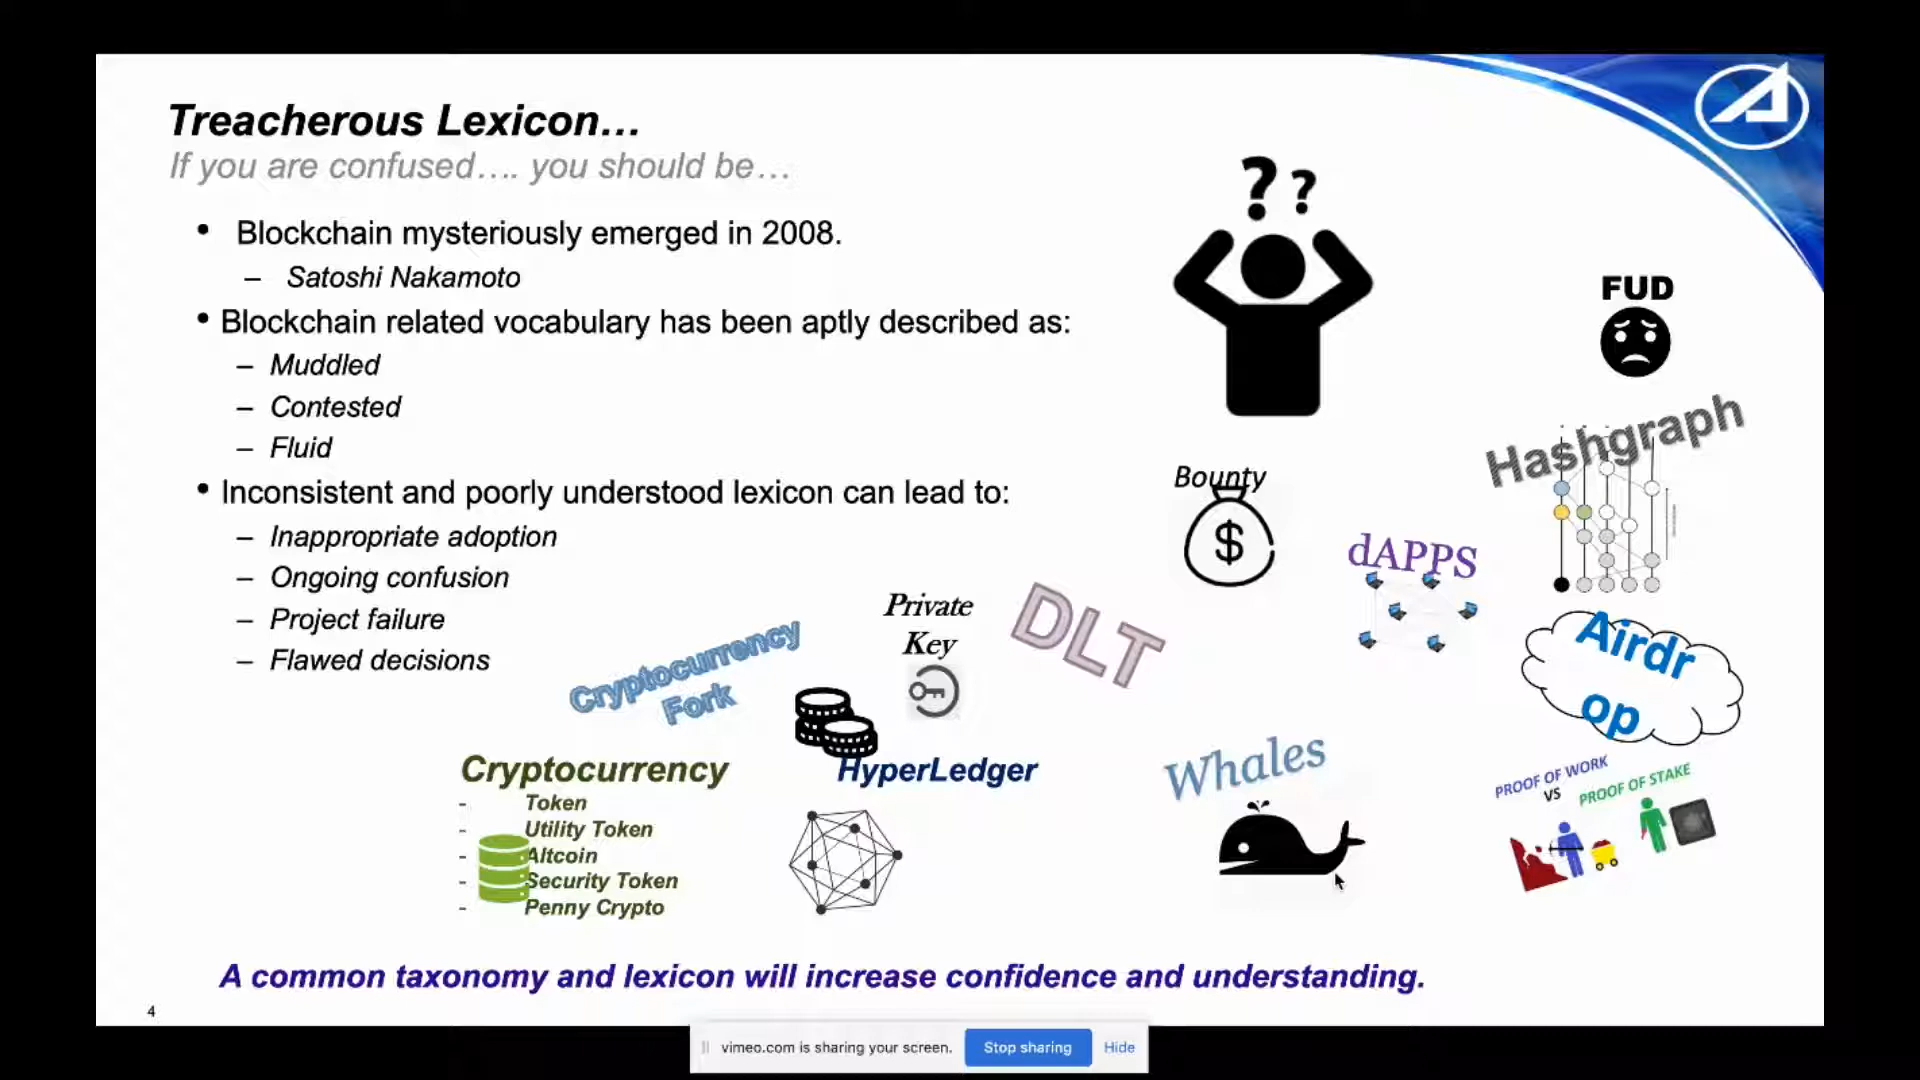 Treacherous Lexicon…
If you are confused…. you should be…
• Blockchain mysteriously emerged in 2008.
– Satoshi Nakamoto
• Blockchain related vocabulary has been aptly described as:
– Muddled
– Contested
– Fluid
• Inconsistent and poorly understood lexicon can lead to:
– Inappropriate adoption
– Ongoing confusion
– Project failure
– Flawed decisions
? ?
FUD
Hashgraph
Bounty
$
dAPPS
Private
Key
DLT
Cryptocurrency
Fork
Airdr
op
Cryptocurrency
- Token
- Utility Token
- Altcoin
- Security Token
- Penny Crypto
HyperLedger
Whales
PROOF OF WORK
VS
PROOF OF STAKE
A common taxonomy and lexicon will increase confidence and understanding.
4
vimeo.com is sharing your screen.
Stop sharing
Hide